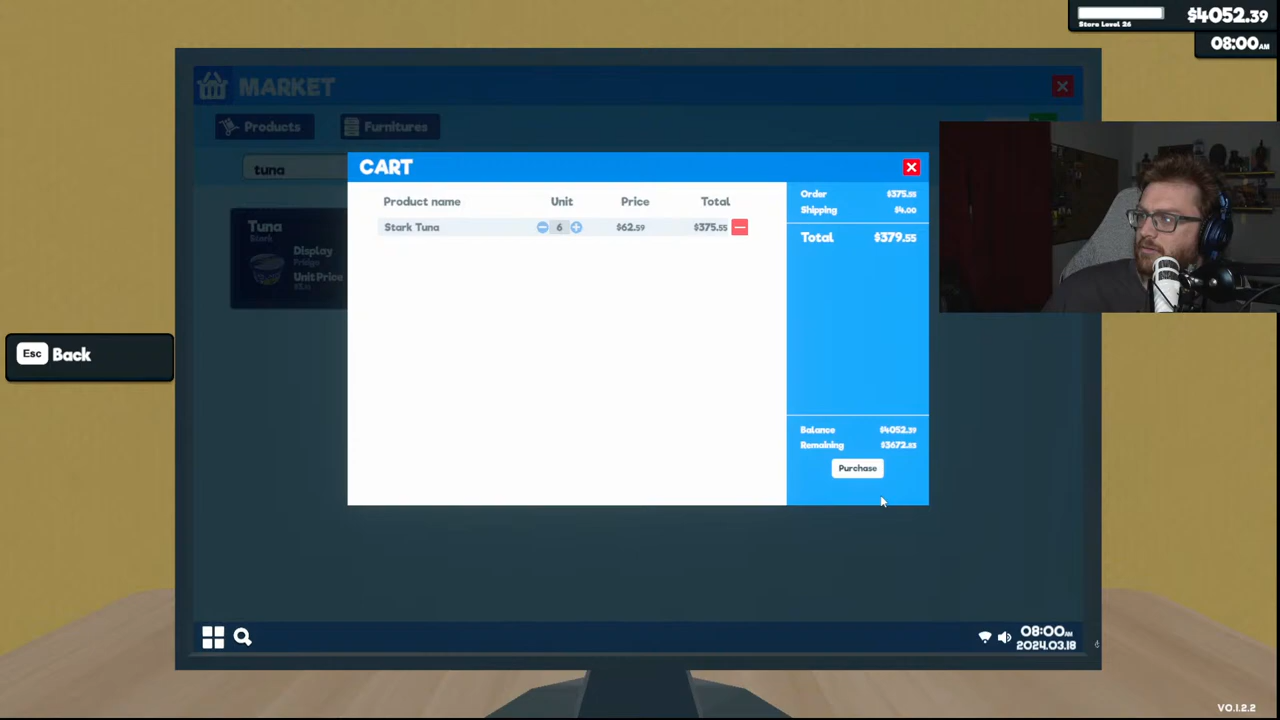 $4052.39
Store Level 26
08:00AM
MARKET
Products
Furnitures
CART
tuna
Product name Unit Price Total
Stark Tuna 6 $62.59 $375.55
Order $375.55
Shipping $4.00
Total $379.55
Tuna
Stark
Display
Fridge
Unit Price
Esc Back
Balance $4052.39
Remaining $3672.83
Purchase
08:00AM
2024.03.18
V0.1.2.2